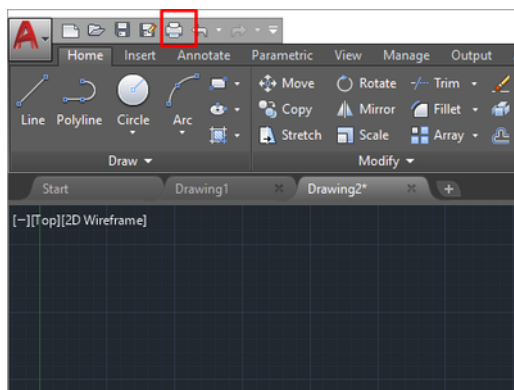 A
Home Insert Annotate Parametric View Manage Output
Move Rotate Trim
Line Polyline Circle Arc Copy Mirror Fillet
Stretch Scale Array
Draw Modify
Start Drawing1 Drawing2*
[−][Top][2D Wireframe]